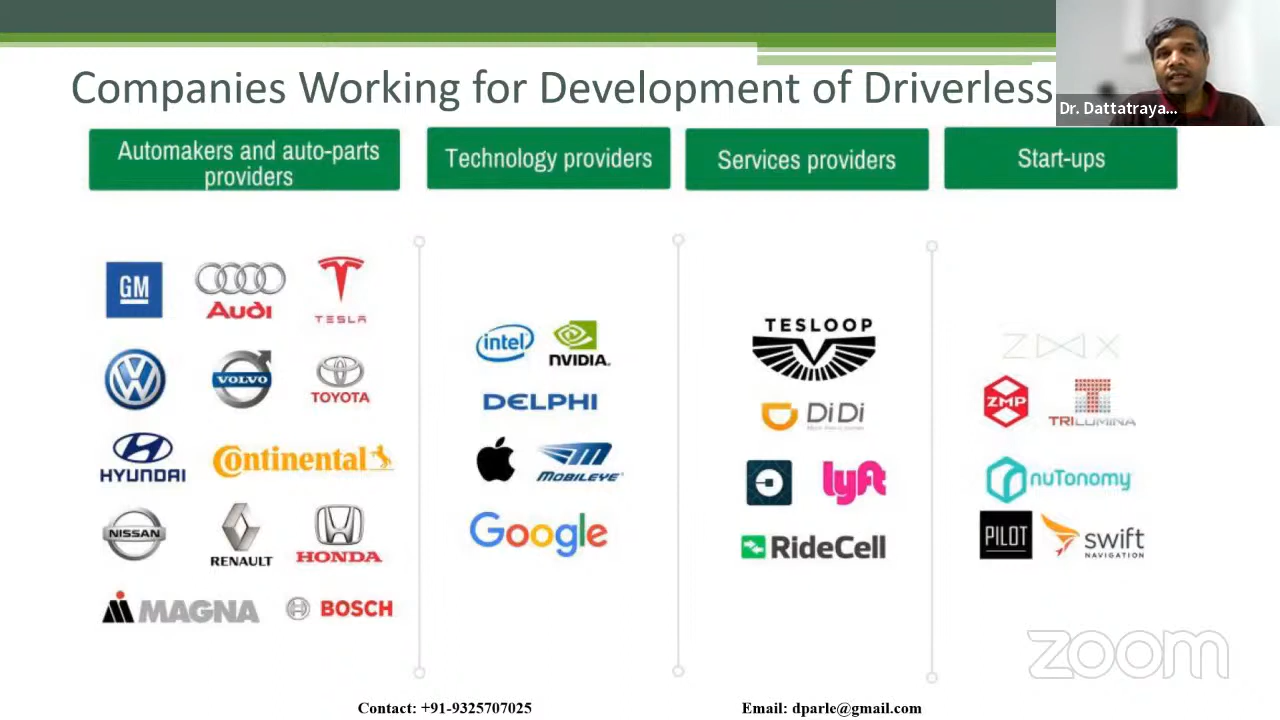 Companies Working for Development of Driverless
Dr. Dattatraya...
Automakers and auto-parts
providers
Technology providers
Services providers
Start-ups
GM
Audi
TESLA
VOLVO
TOYOTA
HYUNDAI
Continental
NISSAN
RENAULT
HONDA
MAGNA
BOSCH
intel
NVIDIA.
DELPHI
MOBILEYE
Google
TESLOOP
DiDi
lyft
RideCell
ZMP
TRILUMINA
nuTonomy
PILOT
swift
NAVIGATION
zoom
Contact: +91-9325707025
Email: dparle@gmail.com